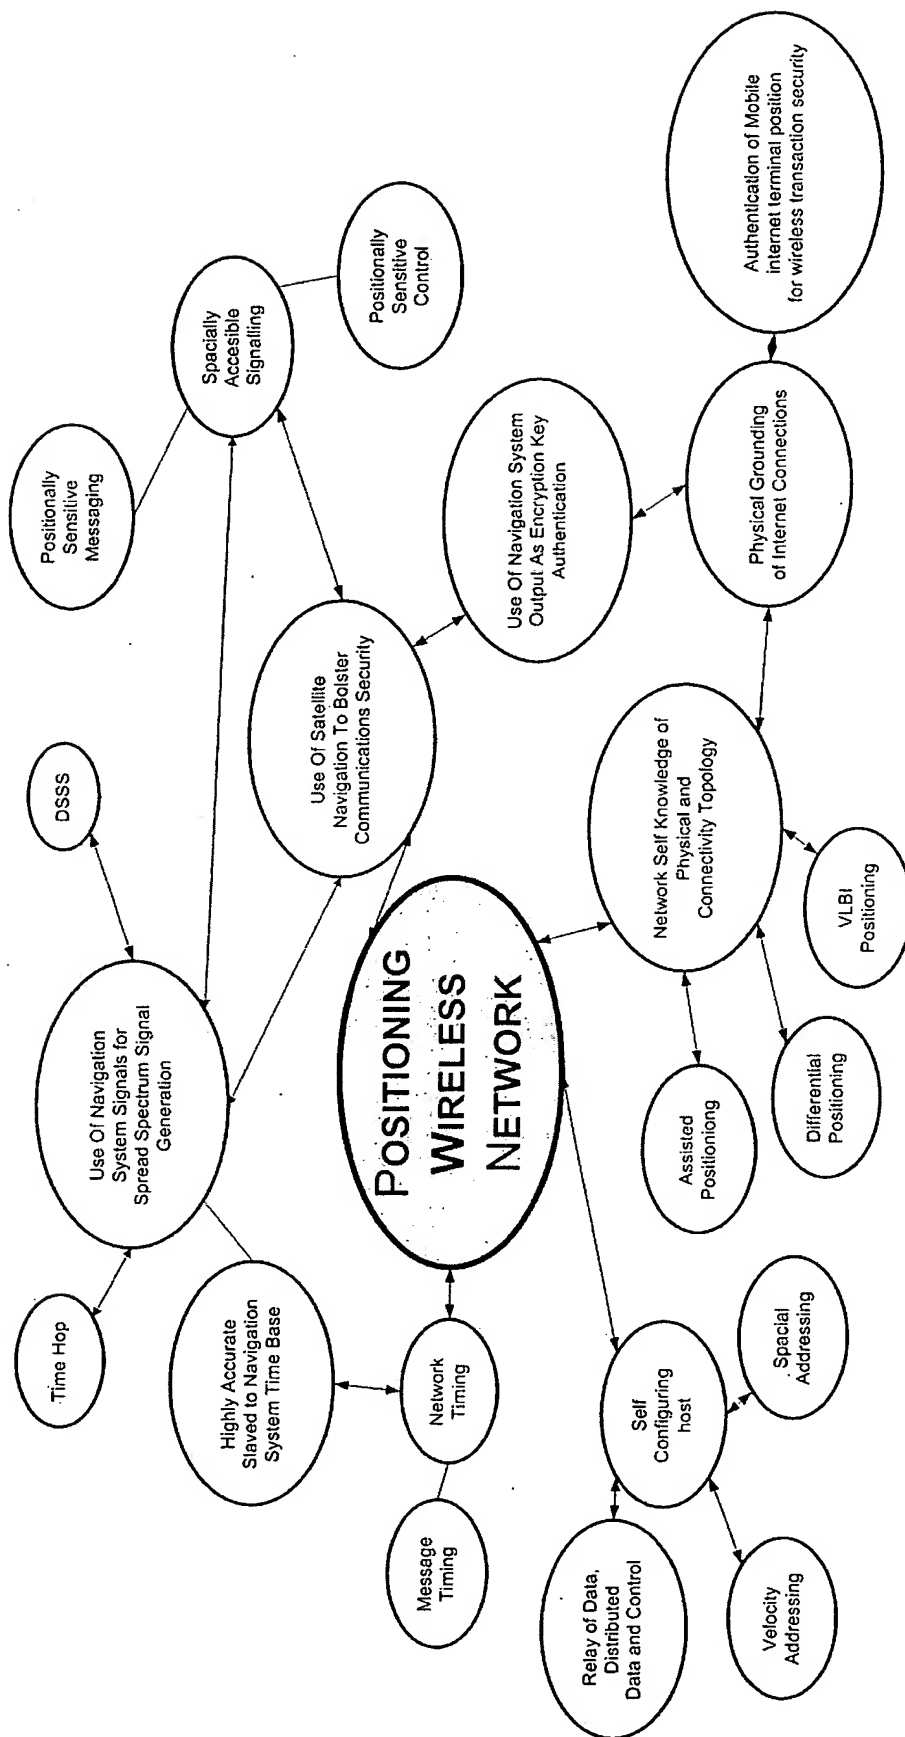 Time Hop
Use Of Navigation
System Signals for
Spread Spectrum Signal
Generation
DSSS
Positionally
Sensitive
Messaging
Spacially
Accesible
Signalling
Positionally
Sensitive
Control
Highly Accurate
Slaved to Navigation
System Time Base
Use Of Satellite
Navigation To Bolster
Communications Security
Message
Timing
Network
Timing
POSITIONING
WIRELESS
NETWORK
Use Of Navigation System
Output As Encryption Key
Authentication
Relay of Data,
Distributed
Data and Control
Self
Configuring
host
Network Self Knowledge of
Physical and
Connectivity Topology
Physical Grounding
of Internet Connections
Authentication of Mobile
internet terminal position
for wireless transaction security
Velocity
Addressing
Spacial
Addressing
Assisted
Positioniong
Differential
Positioning
VLBI
Positioning